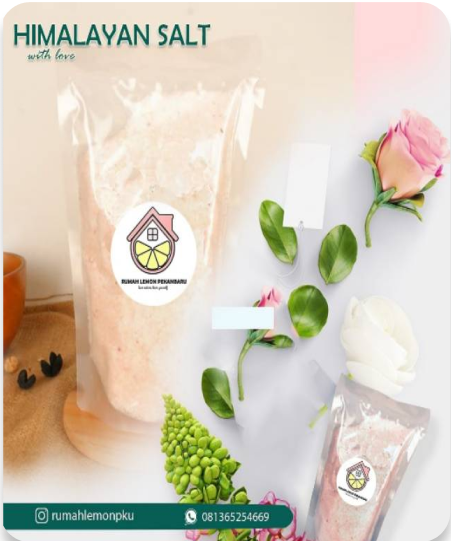 HIMALAYAN SALT
with love
RUMAH LEMON PEKANBARU
rumahlemonpku
081365254669